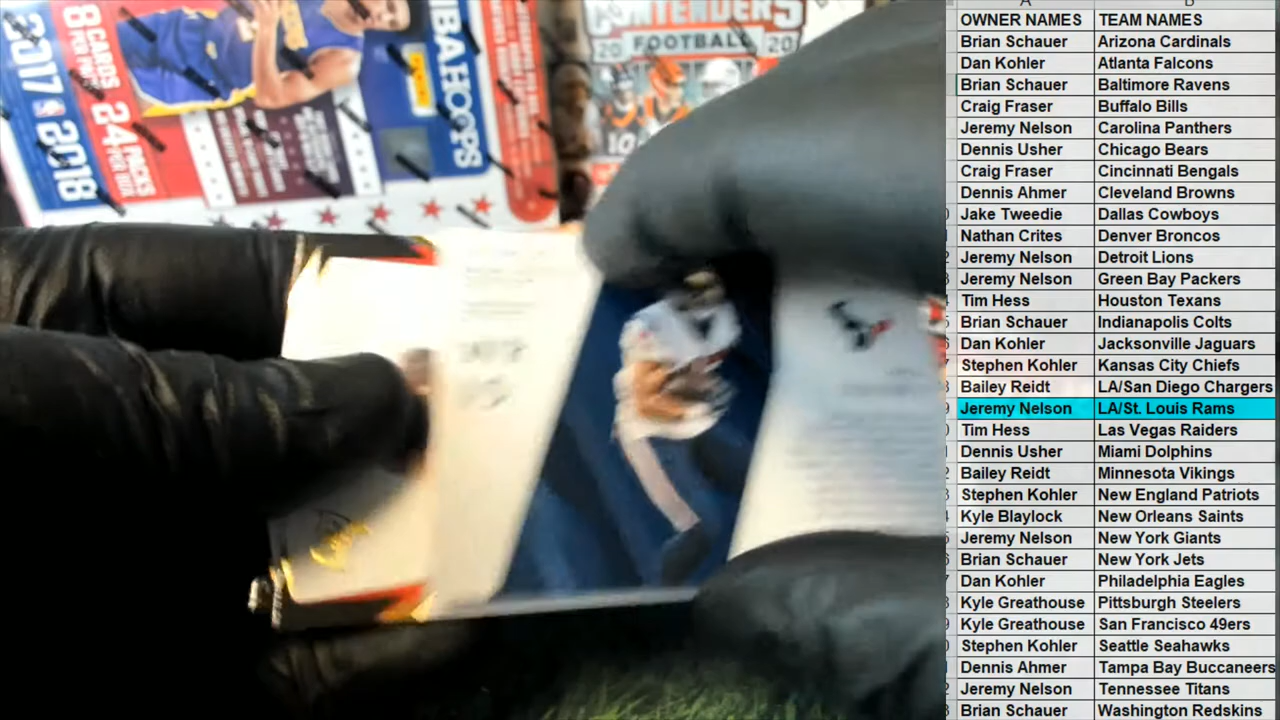 2017 NBA 2018
8 CARDS PER PACK
24 PACKS PER BOX
NBA HOOPS
CONTENDERS
20 FOOTBALL 20
A B
OWNER NAMES TEAM NAMES
Brian Schauer Arizona Cardinals
Dan Kohler Atlanta Falcons
Brian Schauer Baltimore Ravens
Craig Fraser Buffalo Bills
Jeremy Nelson Carolina Panthers
Dennis Usher Chicago Bears
Craig Fraser Cincinnati Bengals
Dennis Ahmer Cleveland Browns
Jake Tweedie Dallas Cowboys
Nathan Crites Denver Broncos
Jeremy Nelson Detroit Lions
Jeremy Nelson Green Bay Packers
Tim Hess Houston Texans
Brian Schauer Indianapolis Colts
Dan Kohler Jacksonville Jaguars
Stephen Kohler Kansas City Chiefs
Bailey Reidt LA/San Diego Chargers
Jeremy Nelson LA/St. Louis Rams
Tim Hess Las Vegas Raiders
Dennis Usher Miami Dolphins
Bailey Reidt Minnesota Vikings
Stephen Kohler New England Patriots
Kyle Blaylock New Orleans Saints
Jeremy Nelson New York Giants
Brian Schauer New York Jets
Dan Kohler Philadelphia Eagles
Kyle Greathouse Pittsburgh Steelers
Kyle Greathouse San Francisco 49ers
Stephen Kohler Seattle Seahawks
Dennis Ahmer Tampa Bay Buccaneers
Jeremy Nelson Tennessee Titans
Brian Schauer Washington Redskins